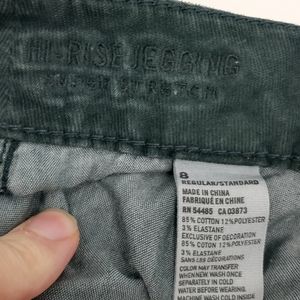 HI-RISE JEGGING
SUPER STRETCH
8
REGULAR/STANDARD
MADE IN CHINA
FABRIQUÉ EN CHINE
RN 54485 CA 03873
85% COTTON 12% POLYESTER
3% ELASTANE
EXCLUSIVE OF DECORATION
85% COTON 12% POLYESTER
3% ELASTANE
SANS LES DÉCORATIONS
COLOR MAY TRANSFER
WHEN NEW WASH ONCE
SEPARATELY IN COLD
WATER BEFORE WEARING
MACHINE WASH COLD INSIDE